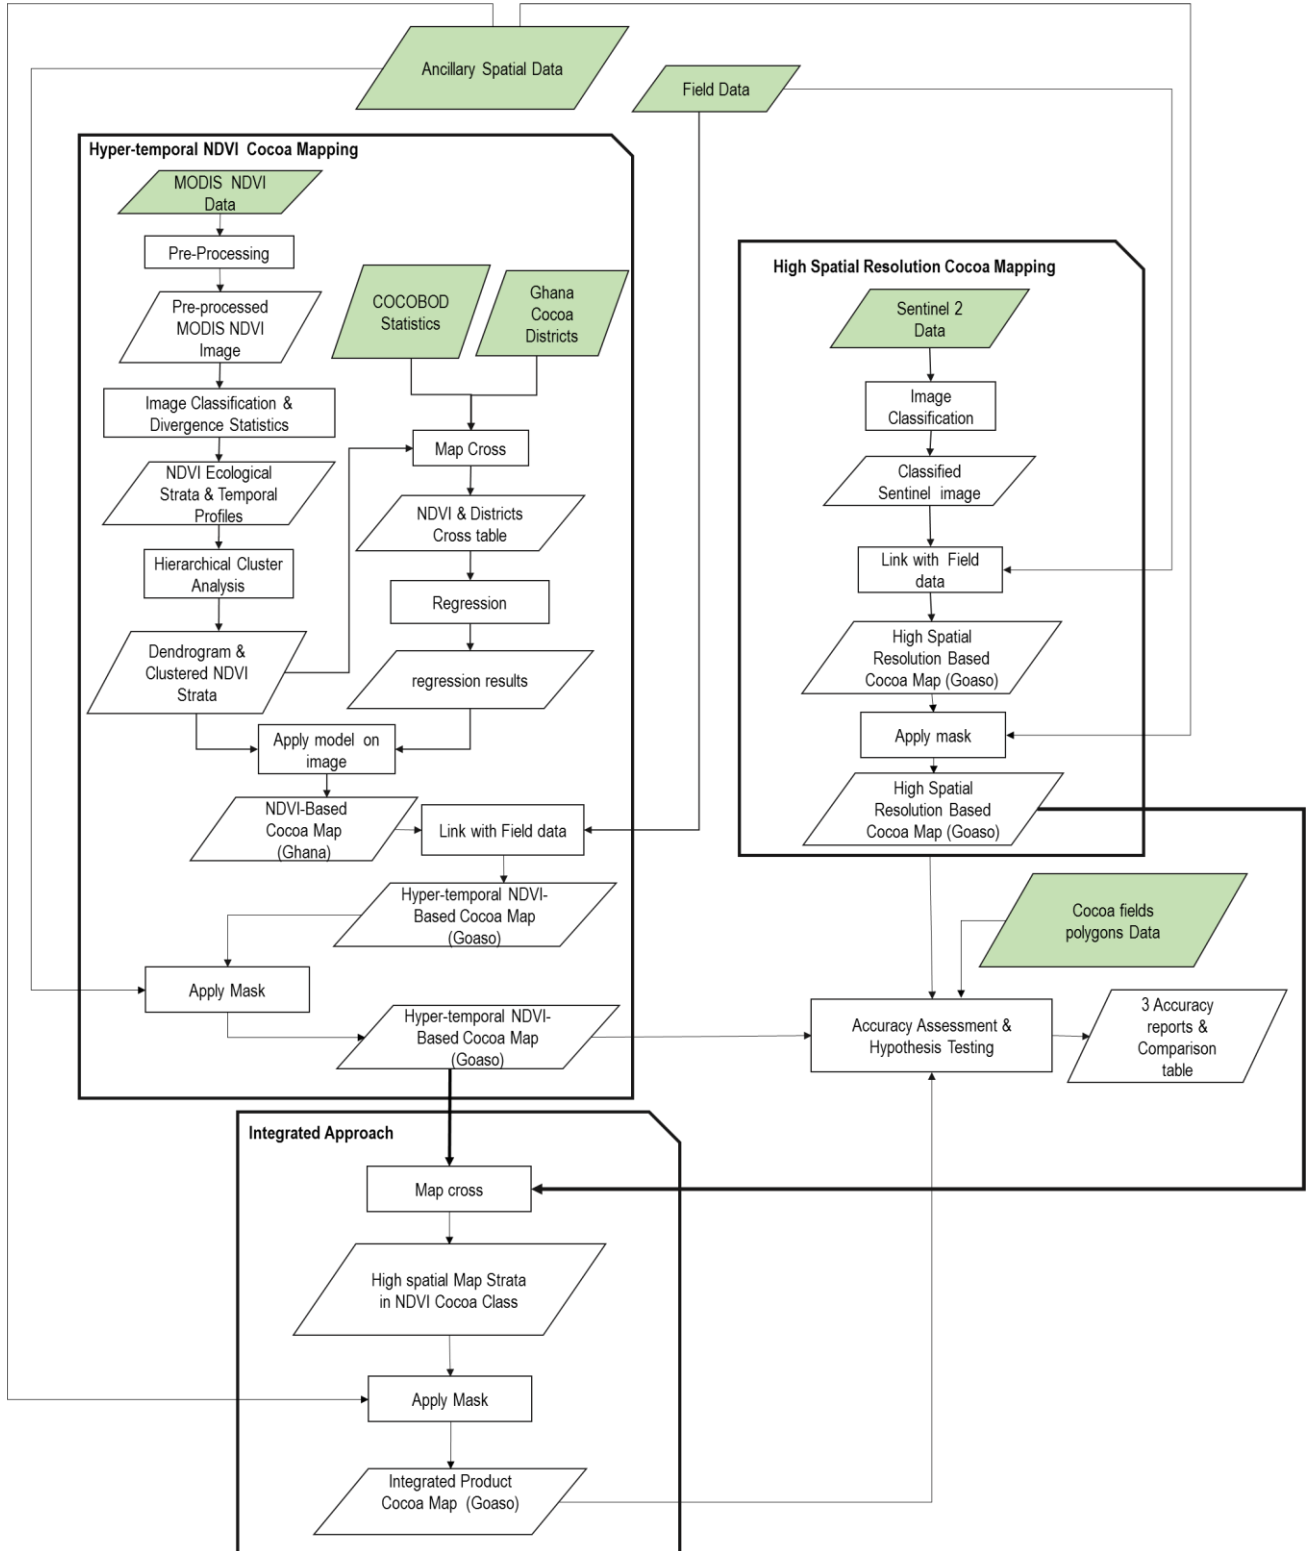 Ancillary Spatial Data
Field Data
Hyper-temporal NDVI Cocoa Mapping
MODIS NDVI
Data
Pre-Processing
Pre-processed
MODIS NDVI
Image
Image Classification &
Divergence Statistics
NDVI Ecological
Strata & Temporal
Profiles
Hierarchical Cluster
Analysis
Dendrogram &
Clustered NDVI
Strata
COCOBOD
Statistics
Ghana
Cocoa
Districts
Map Cross
NDVI & Districts
Cross table
Regression
regression results
Apply model on
image
NDVI-Based
Cocoa Map
(Ghana)
Link with Field data
Hyper-temporal NDVI-
Based Cocoa Map
(Goaso)
Apply Mask
Hyper-temporal NDVI-
Based Cocoa Map
(Goaso)
High Spatial Resolution Cocoa Mapping
Sentinel 2
Data
Image
Classification
Classified
Sentinel image
Link with Field
data
High Spatial
Resolution Based
Cocoa Map (Goaso)
Apply mask
High Spatial
Resolution Based
Cocoa Map (Goaso)
Cocoa fields
polygons Data
Accuracy Assessment &
Hypothesis Testing
3 Accuracy
reports &
Comparison
table
Integrated Approach
Map cross
High spatial Map Strata
in NDVI Cocoa Class
Apply Mask
Integrated Product
Cocoa Map (Goaso)